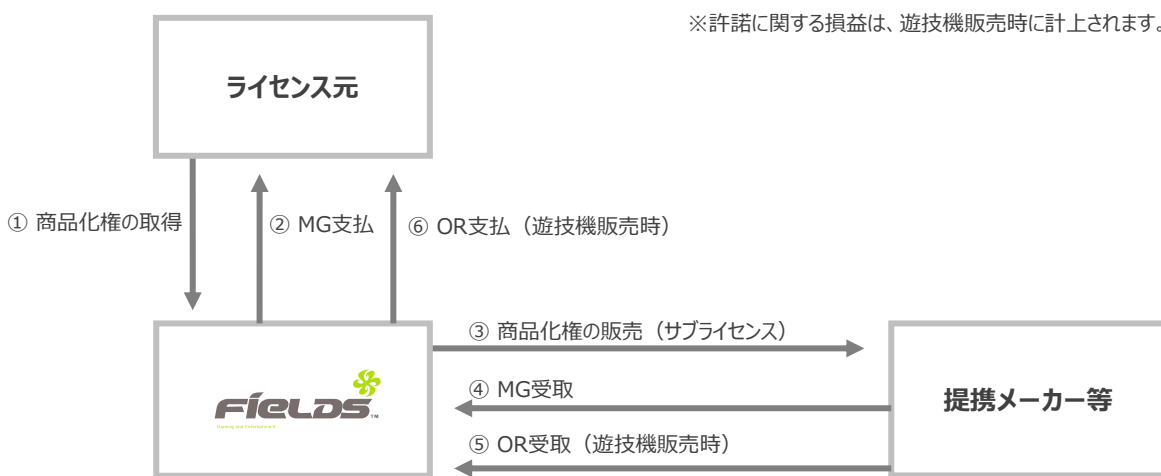 ※許諾に関する損益は、遊技機販売時に計上されます。
ライセンス元
① 商品化権の取得
② MG支払
⑥ OR支払（遊技機販売時）
③ 商品化権の販売（サブライセンス）
FIELDS™
Gaming and Entertainment
④ MG受取
提携メーカー等
⑤ OR受取（遊技機販売時）